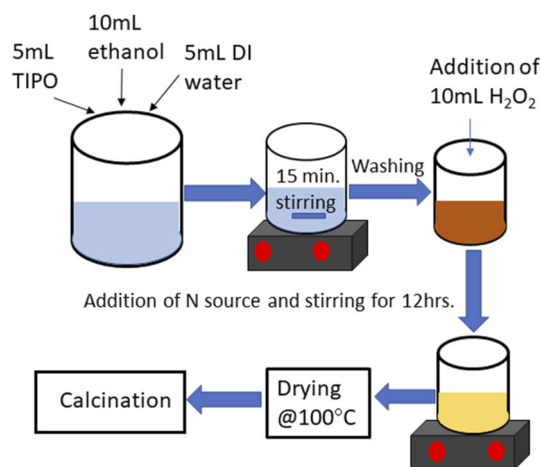 5mL
TIPO
10mL
ethanol
5mL DI
water
15 min.
stirring
Washing
Addition of
10mL H₂O₂
Addition of N source and stirring for 12hrs.
Drying
@100°C
Calcination